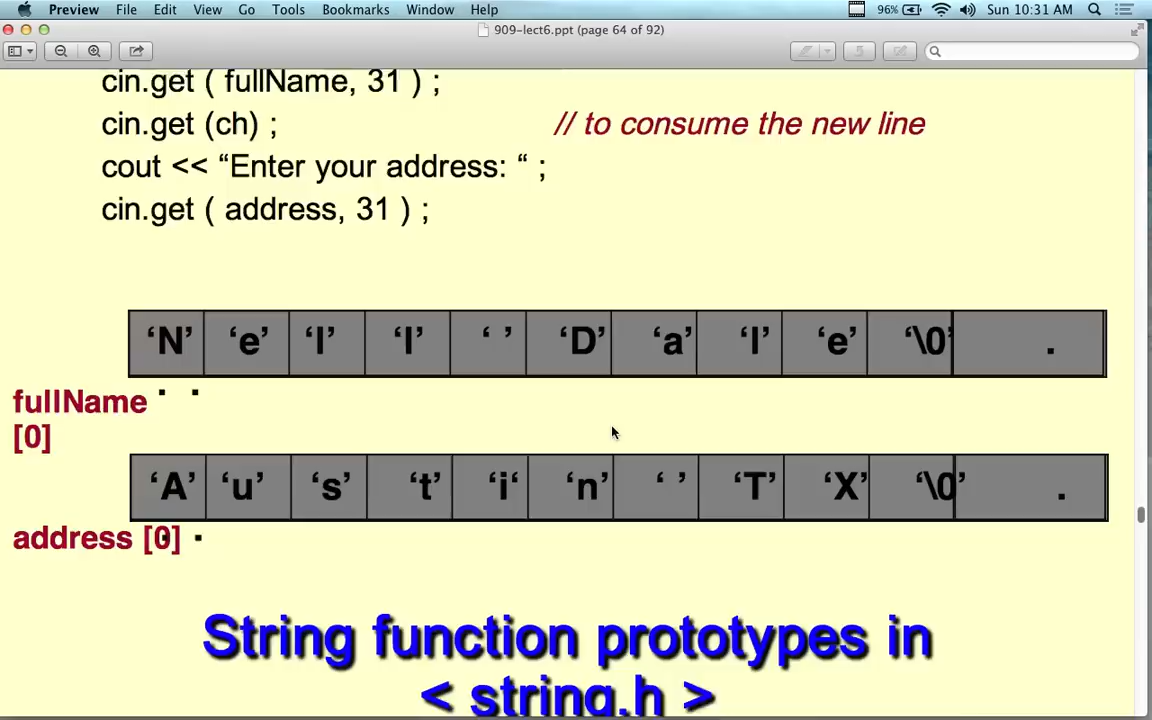 Preview File Edit View Go Tools Bookmarks Window Help 96% Sun 10:31 AM
909-lect6.ppt (page 64 of 92)
cin.get ( fullName, 31 ) ;
cin.get (ch) ; // to consume the new line
cout << “Enter your address: “ ;
cin.get ( address, 31 ) ;
‘N’ ‘e’ ‘l’ ‘l’ ‘ ’ ‘D’ ‘a’ ‘l’ ‘e’ ‘\0’ .
. .
fullName
[0]
‘A’ ‘u’ ‘s’ ‘t’ ‘i‘ ‘n’ ‘ ’ ‘T’ ‘X’ ‘\0’ .
address [0] . .
String function prototypes in
< string.h >